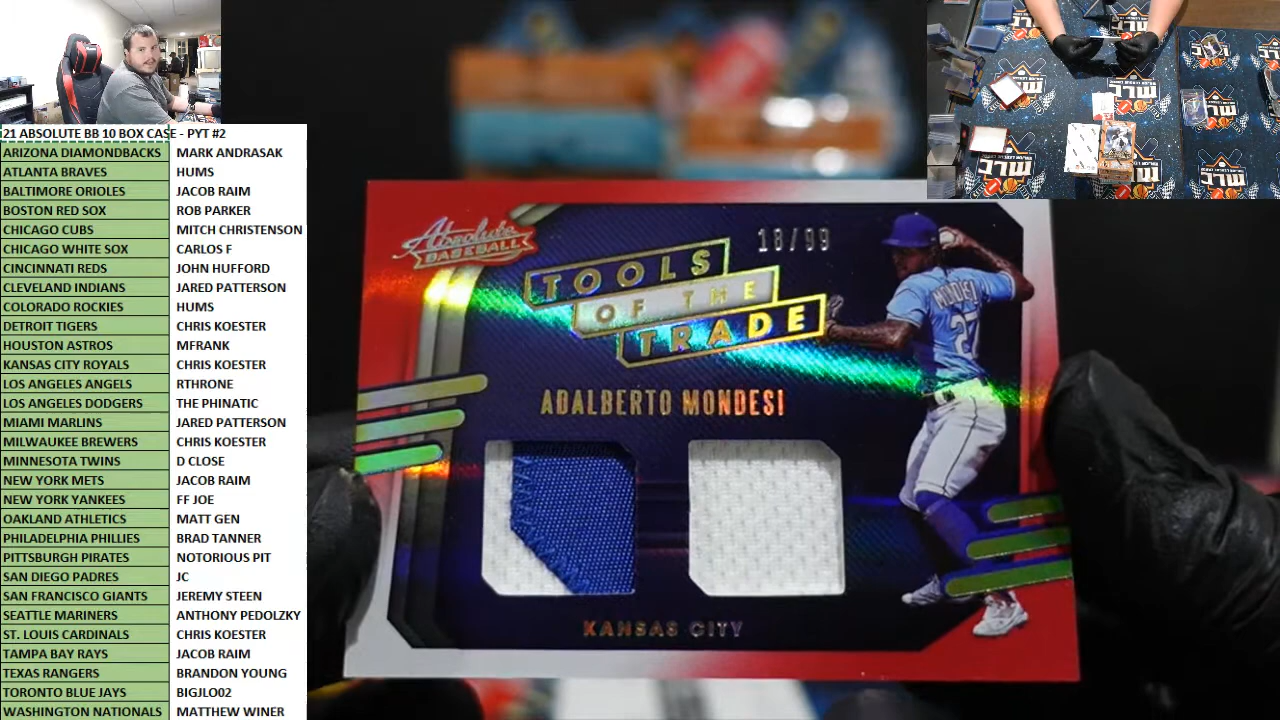 21 ABSOLUTE BB 10 BOX CASE - PYT #2
ARIZONA DIAMONDBACKS MARK ANDRASAK
ATLANTA BRAVES HUMS
BALTIMORE ORIOLES JACOB RAIM
BOSTON RED SOX ROB PARKER
CHICAGO CUBS MITCH CHRISTENSON
CHICAGO WHITE SOX CARLOS F
CINCINNATI REDS JOHN HUFFORD
CLEVELAND INDIANS JARED PATTERSON
COLORADO ROCKIES HUMS
DETROIT TIGERS CHRIS KOESTER
HOUSTON ASTROS MFRANK
KANSAS CITY ROYALS CHRIS KOESTER
LOS ANGELES ANGELS RTHRONE
LOS ANGELES DODGERS THE PHINATIC
MIAMI MARLINS JARED PATTERSON
MILWAUKEE BREWERS CHRIS KOESTER
MINNESOTA TWINS D CLOSE
NEW YORK METS JACOB RAIM
NEW YORK YANKEES FF JOE
OAKLAND ATHLETICS MATT GEN
PHILADELPHIA PHILLIES BRAD TANNER
PITTSBURGH PIRATES NOTORIOUS PIT
SAN DIEGO PADRES JC
SAN FRANCISCO GIANTS JEREMY STEEN
SEATTLE MARINERS ANTHONY PEDOLZKY
ST. LOUIS CARDINALS CHRIS KOESTER
TAMPA BAY RAYS JACOB RAIM
TEXAS RANGERS BRANDON YOUNG
TORONTO BLUE JAYS BIGJLO02
WASHINGTON NATIONALS MATTHEW WINER
Absolute
BASEBALL
18/99
TOOLS
OF THE
TRADE
MONDESI
27
ADALBERTO MONDESI
KANSAS CITY